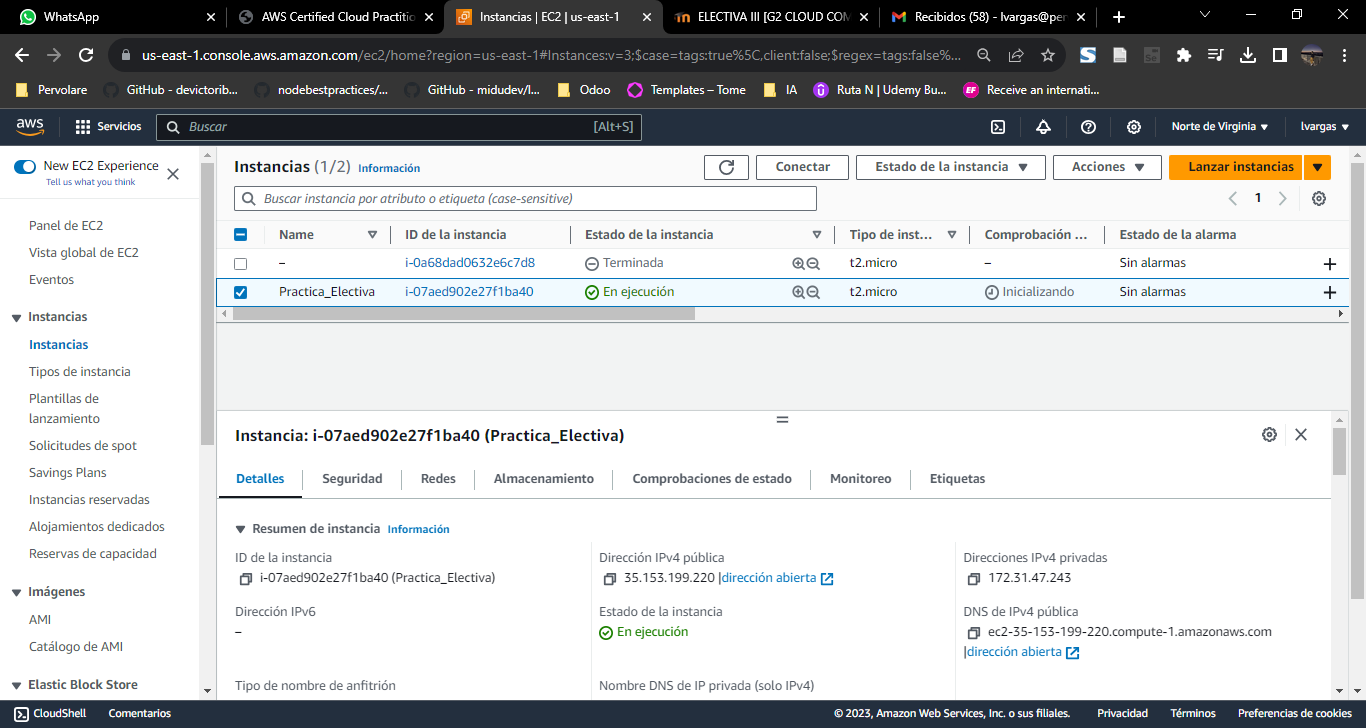 WhatsApp
AWS Certified Cloud Practitio
Instancias | EC2 | us-east-1
ELECTIVA III [G2 CLOUD COM
Recibidos (58) - lvargas@per
us-east-1.console.aws.amazon.com/ec2/home?region=us-east-1#Instances:v=3;$case=tags:true%5C,client:false;$regex=tags:false%...
Pervolare
GitHub - devictorib...
nodebestpractices/...
GitHub - midudev/l...
Odoo
Templates – Tome
IA
Ruta N | Udemy Bu...
Receive an internati...
aws
Servicios
Buscar
[Alt+S]
Norte de Virginia
lvargas
New EC2 Experience
Tell us what you think
Panel de EC2
Vista global de EC2
Eventos
Instancias
Instancias
Tipos de instancia
Plantillas de
lanzamiento
Solicitudes de spot
Savings Plans
Instancias reservadas
Alojamientos dedicados
Reservas de capacidad
Imágenes
AMI
Catálogo de AMI
Elastic Block Store
Instancias (1/2) Información
Conectar
Estado de la instancia
Acciones
Lanzar instancias
Buscar instancia por atributo o etiqueta (case-sensitive)
1
Name ID de la instancia Estado de la instancia Tipo de inst... Comprobación ... Estado de la alarma
– i-0a68dad0632e6c7d8 Terminada t2.micro – Sin alarmas
Practica_Electiva i-07aed902e27f1ba40 En ejecución t2.micro Inicializando Sin alarmas
Instancia: i-07aed902e27f1ba40 (Practica_Electiva)
Detalles Seguridad Redes Almacenamiento Comprobaciones de estado Monitoreo Etiquetas
Resumen de instancia Información
ID de la instancia
i-07aed902e27f1ba40 (Practica_Electiva)
Dirección IPv4 pública
35.153.199.220 |dirección abierta
Direcciones IPv4 privadas
172.31.47.243
Dirección IPv6
–
Estado de la instancia
En ejecución
DNS de IPv4 pública
ec2-35-153-199-220.compute-1.amazonaws.com
|dirección abierta
Tipo de nombre de anfitrión
Nombre DNS de IP privada (solo IPv4)
CloudShell
Comentarios
© 2023, Amazon Web Services, Inc. o sus filiales.
Privacidad
Términos
Preferencias de cookies